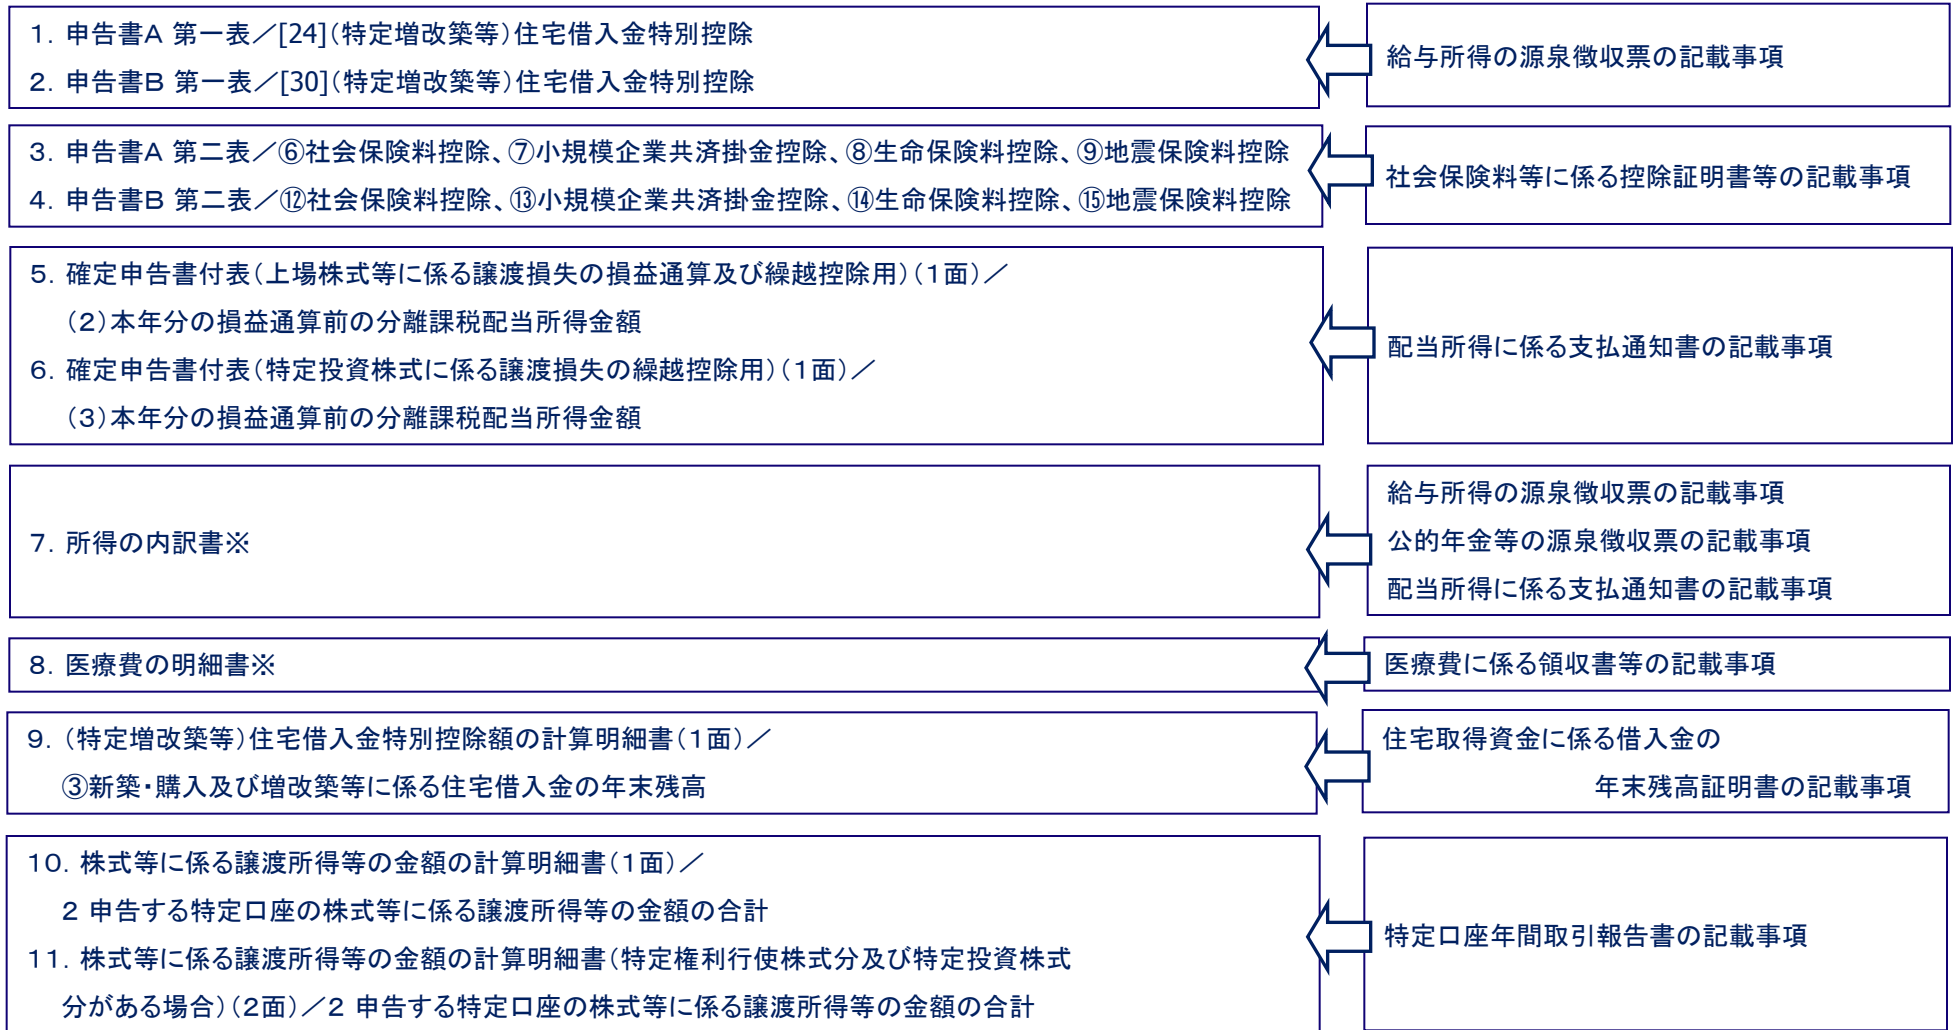 1. 申告書A 第一表／[24](特定増改築等)住宅借入金特別控除
2. 申告書B 第一表／[30](特定増改築等)住宅借入金特別控除
給与所得の源泉徴収票の記載事項
3. 申告書A 第二表／⑥社会保険料控除、⑦小規模企業共済掛金控除、⑧生命保険料控除、⑨地震保険料控除
4. 申告書B 第二表／⑫社会保険料控除、⑬小規模企業共済掛金控除、⑭生命保険料控除、⑮地震保険料控除
社会保険料等に係る控除証明書等の記載事項
5. 確定申告書付表(上場株式等に係る譲渡損失の損益通算及び繰越控除用)(1面)／
(2)本年分の損益通算前の分離課税配当所得金額
6. 確定申告書付表(特定投資株式に係る譲渡損失の繰越控除用)(1面)／
(3)本年分の損益通算前の分離課税配当所得金額
配当所得に係る支払通知書の記載事項
7. 所得の内訳書※
給与所得の源泉徴収票の記載事項
公的年金等の源泉徴収票の記載事項
配当所得に係る支払通知書の記載事項
8. 医療費の明細書※
医療費に係る領収書等の記載事項
9. (特定増改築等)住宅借入金特別控除額の計算明細書(1面)／
③新築・購入及び増改築等に係る住宅借入金の年末残高
住宅取得資金に係る借入金の
年末残高証明書の記載事項
10. 株式等に係る譲渡所得等の金額の計算明細書(1面)／
2 申告する特定口座の株式等に係る譲渡所得等の金額の合計
11. 株式等に係る譲渡所得等の金額の計算明細書(特定権利行使株式分及び特定投資株式
分がある場合)(2面)／2 申告する特定口座の株式等に係る譲渡所得等の金額の合計
特定口座年間取引報告書の記載事項